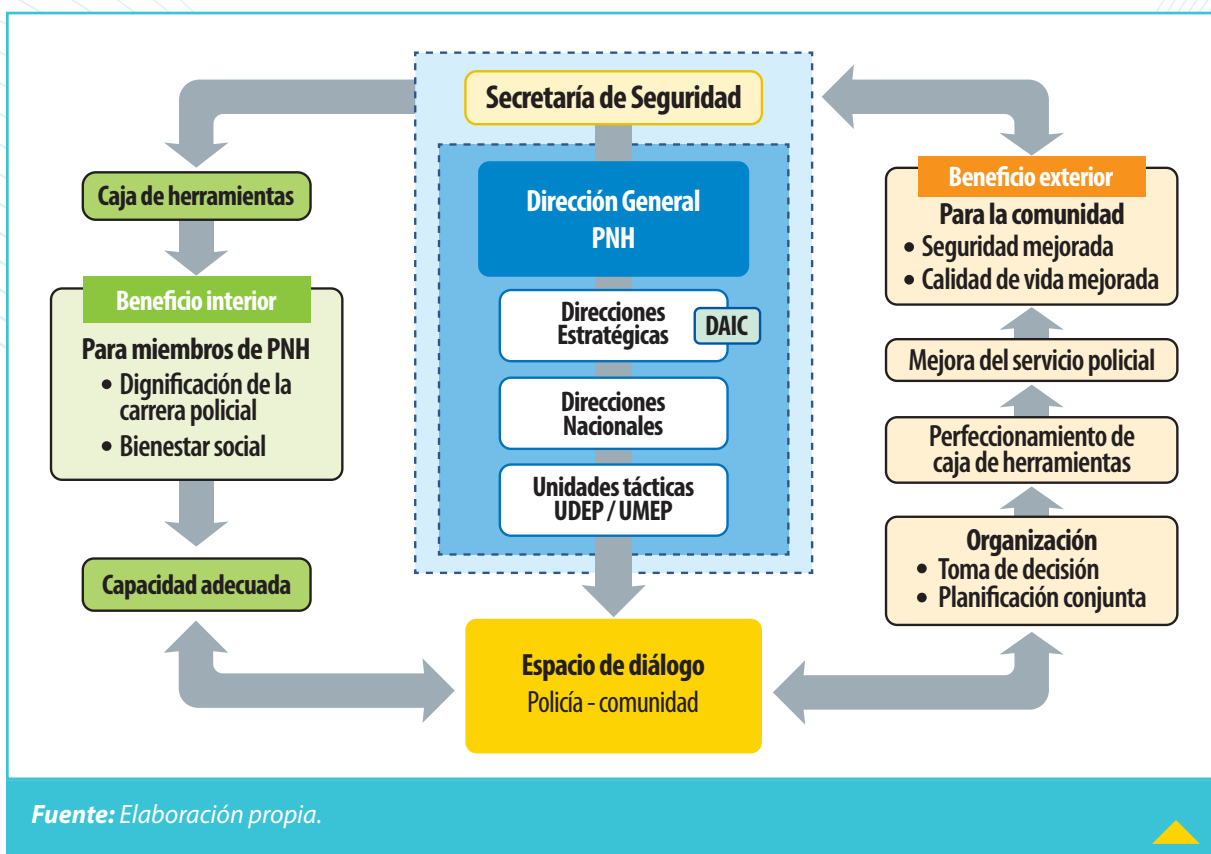 Secretaría de Seguridad
Dirección General
PNH
Direcciones
Estratégicas
DAIC
Direcciones
Nacionales
Unidades tácticas
UDEP / UMEP
Caja de herramientas
Beneficio interior
Para miembros de PNH
• Dignificación de la
carrera policial
• Bienestar social
Capacidad adecuada
Espacio de diálogo
Policía - comunidad
Beneficio exterior
Para la comunidad
• Seguridad mejorada
• Calidad de vida mejorada
Mejora del servicio policial
Perfeccionamiento de
caja de herramientas
Organización
• Toma de decisión
• Planificación conjunta
Fuente: Elaboración propia.